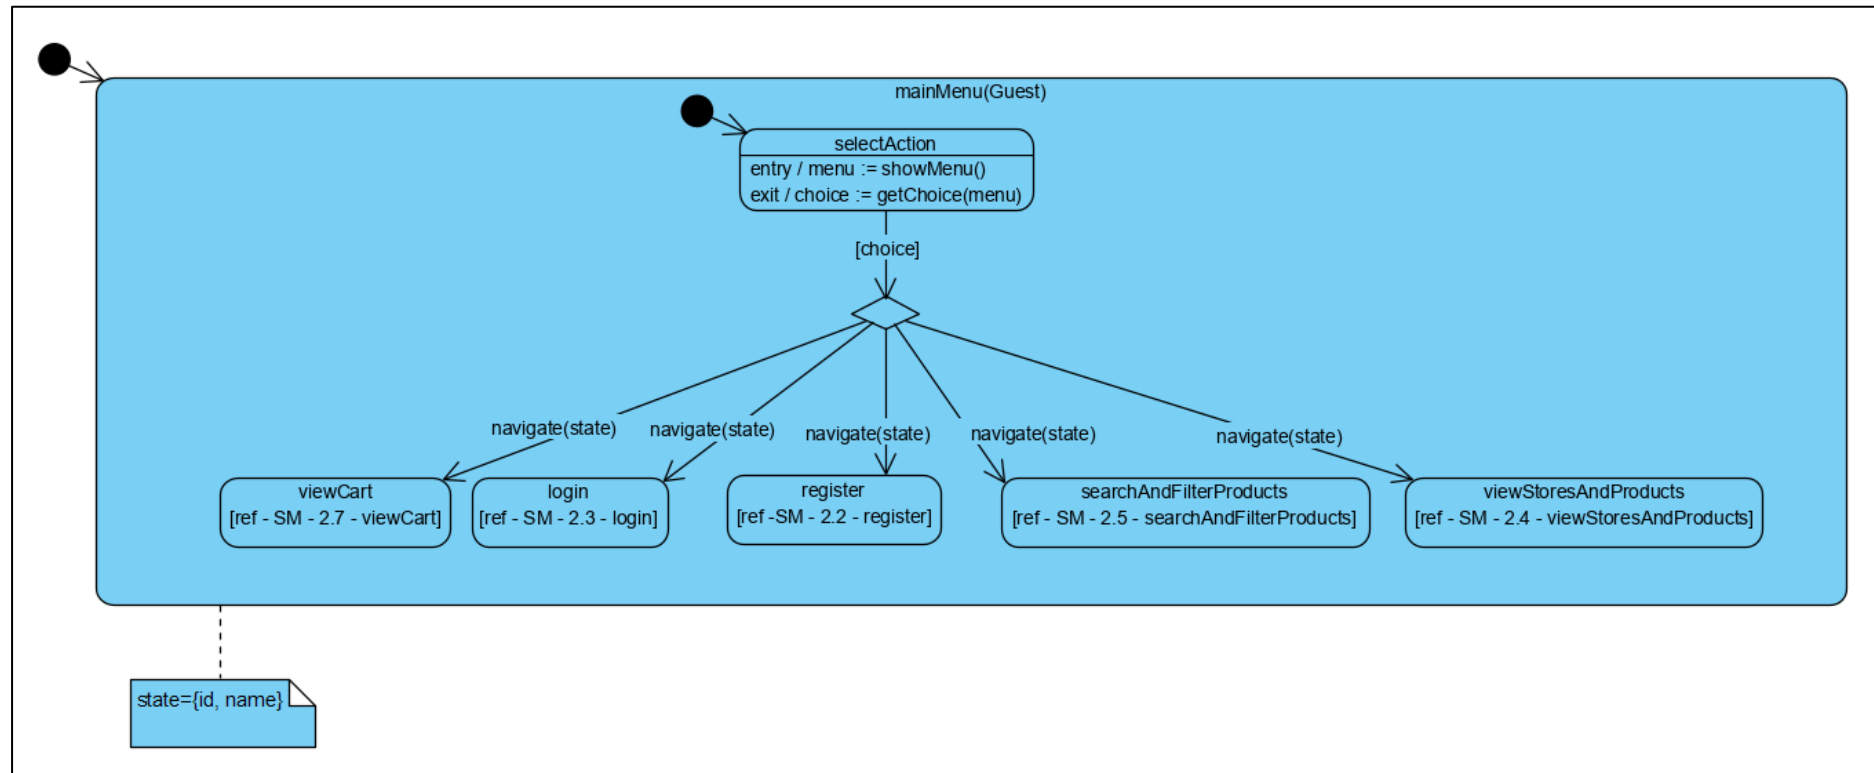 mainMenu(Guest)
selectAction
entry / menu := showMenu()
exit / choice := getChoice(menu)
[choice]
navigate(state)
navigate(state)
navigate(state)
navigate(state)
navigate(state)
viewCart
[ref - SM - 2.7 - viewCart]
login
[ref - SM - 2.3 - login]
register
[ref -SM - 2.2 - register]
searchAndFilterProducts
[ref - SM - 2.5 - searchAndFilterProducts]
viewStoresAndProducts
[ref - SM - 2.4 - viewStoresAndProducts]
state={id, name}